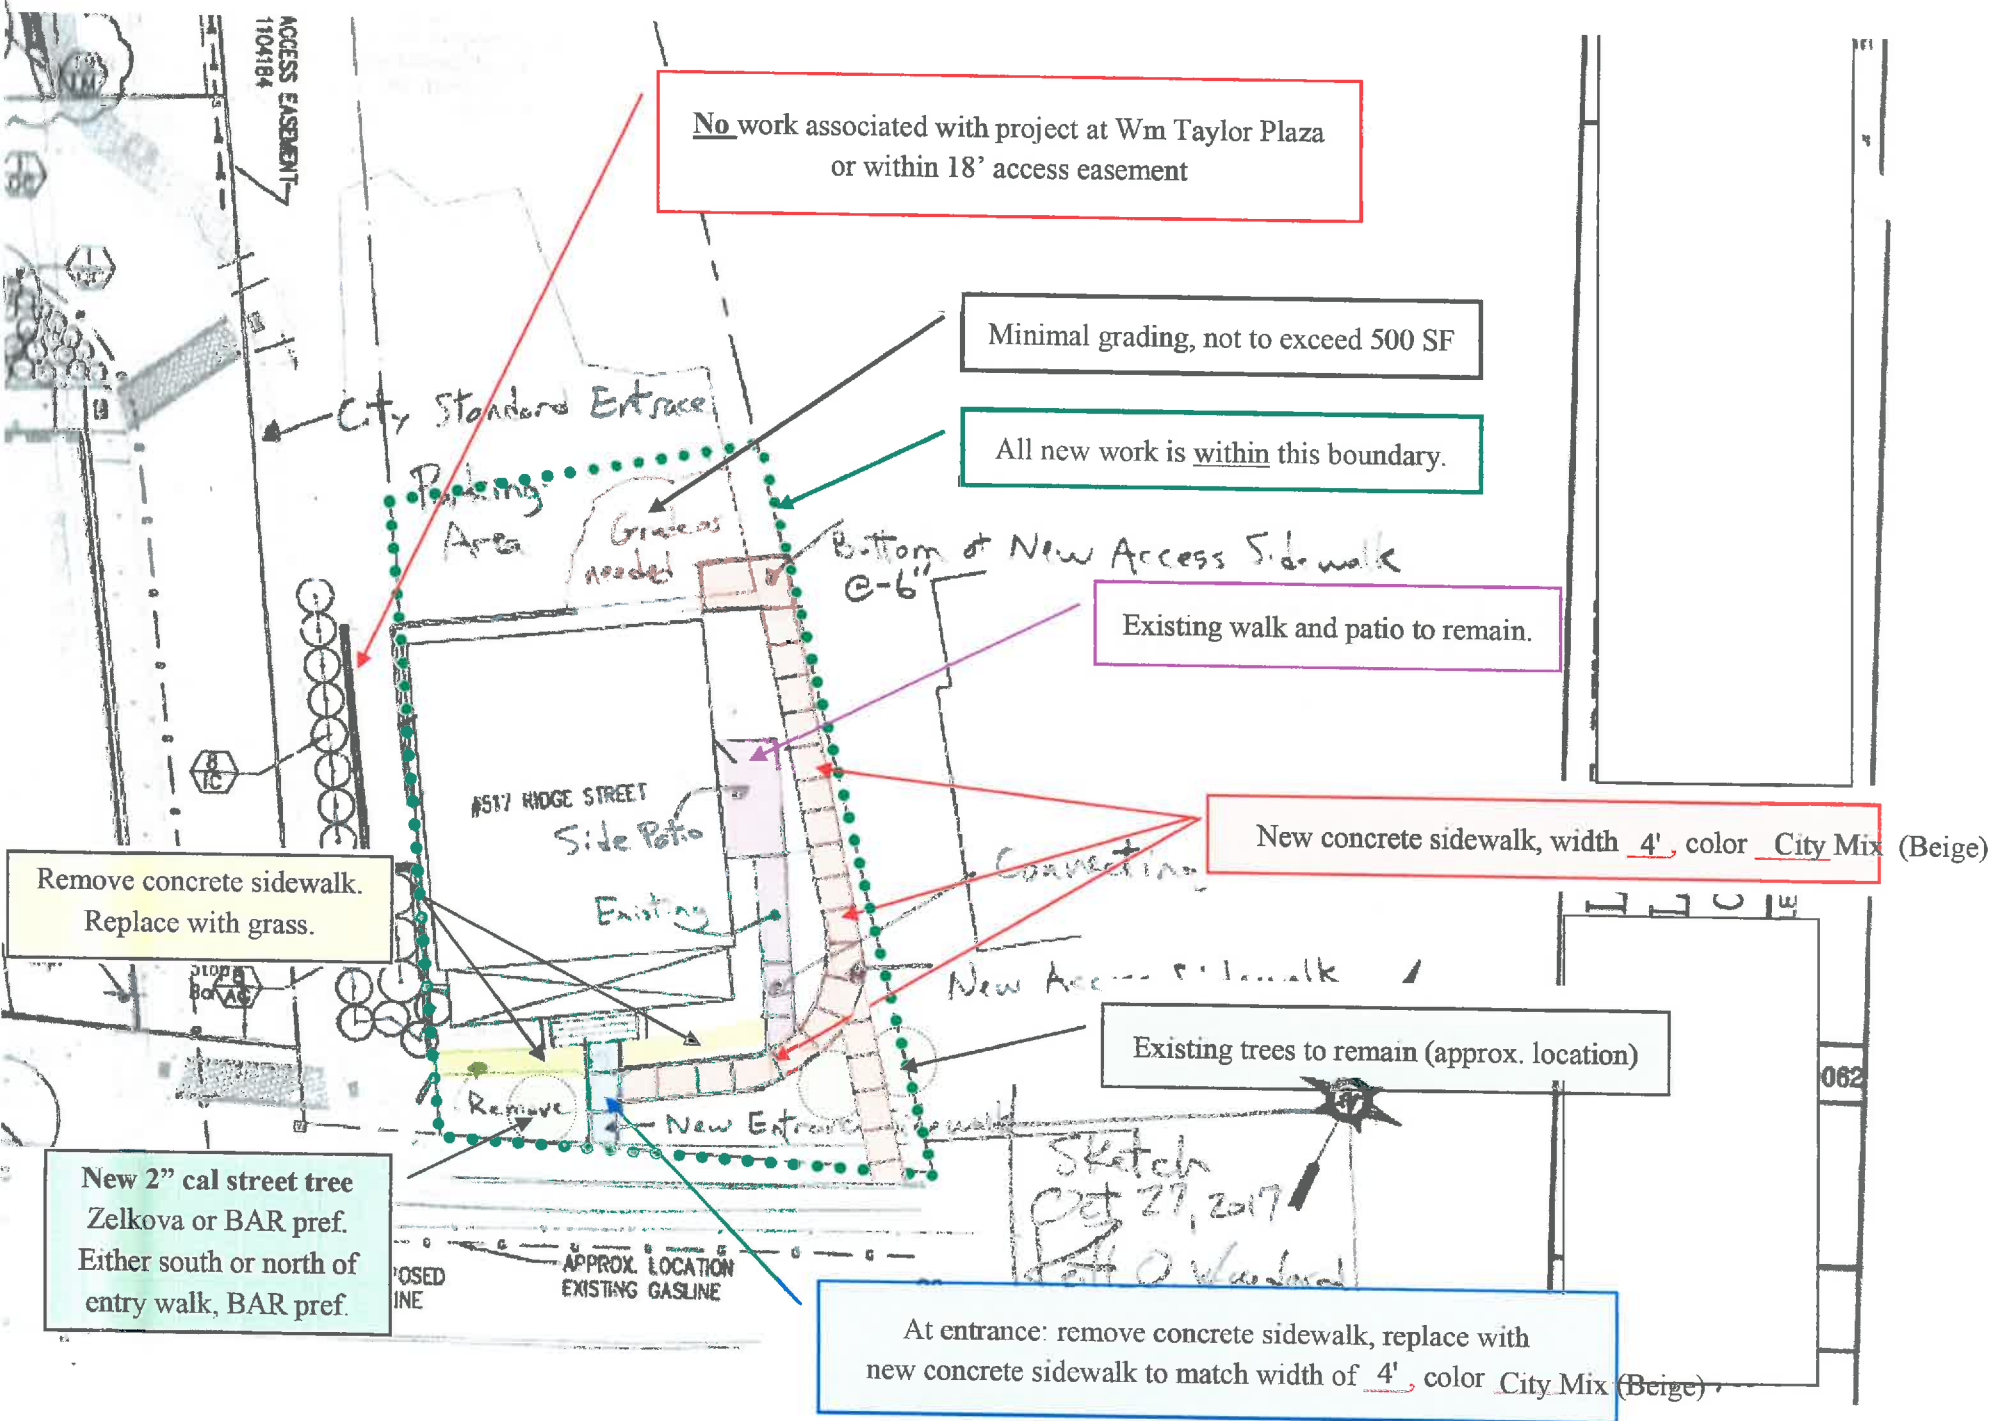 ACCESS EASEMENT
1104184
No work associated with project at Wm Taylor Plaza
or within 18’ access easement
Minimal grading, not to exceed 500 SF
City Standard Entrace
All new work is within this boundary.
Parking
Area
Grade as
needed
Bottom of New Access Sidewalk
@-6"
Existing walk and patio to remain.
8
IC
#517 RIDGE STREET
Side Patio
New concrete sidewalk, width 4', color City Mix (Beige)
Connecting
Remove concrete sidewalk.
Replace with grass.
Existing
New Access Sidewalk
Existing trees to remain (approx. location)
062
Remove
New Entrance Sidewalk
Sketch
Oct 27, 2017
New 2” cal street tree
Zelkova or BAR pref.
Either south or north of
entry walk, BAR pref.
APPROX. LOCATION
EXISTING GASLINE
At entrance: remove concrete sidewalk, replace with
new concrete sidewalk to match width of 4', color City Mix (Beige)